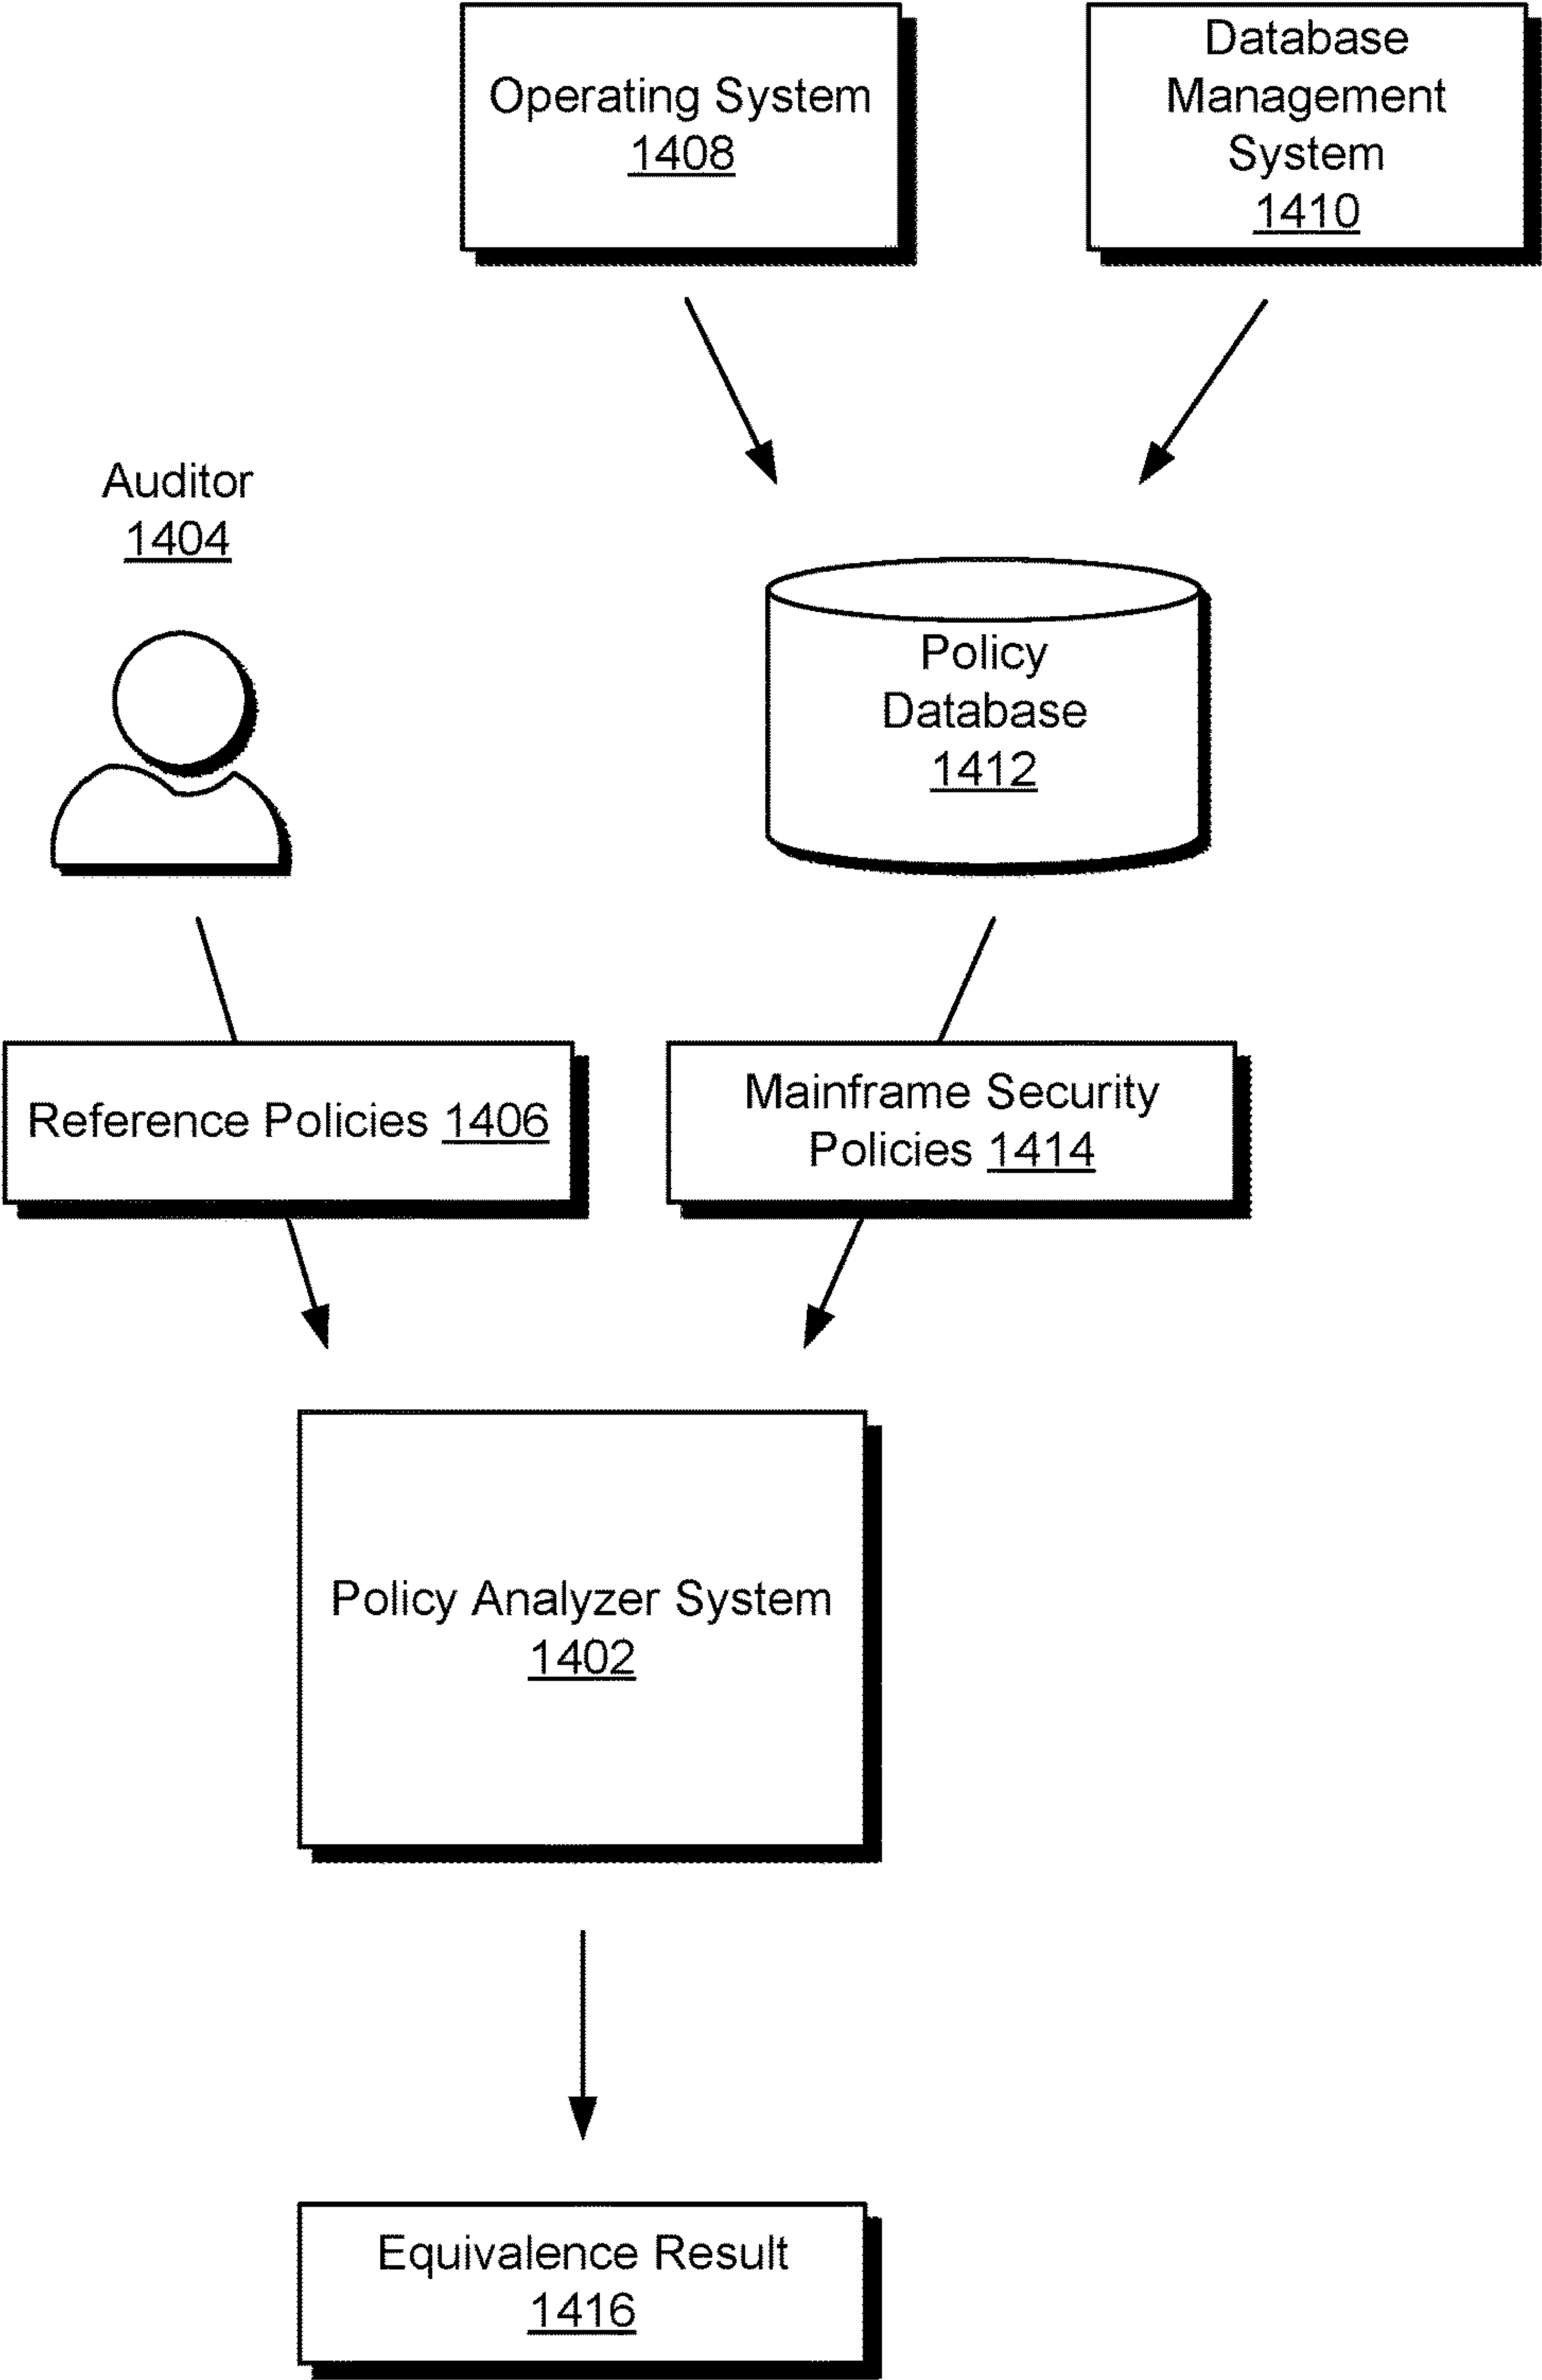 Operating System
1408
Database
Management
System
1410
Auditor
1404
Policy
Database
1412
Reference Policies 1406
Mainframe Security
Policies 1414
Policy Analyzer System
1402
Equivalence Result
1416